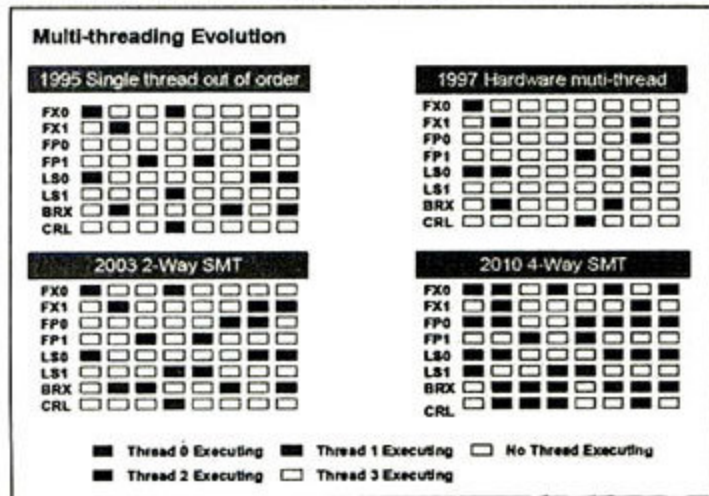 Multi-threading Evolution
1995 Single thread out of order
FX0
FX1
FP0
FP1
LS0
LS1
BRX
CRL
1997 Hardware muti-thread
FX0
FX1
FP0
FP1
LS0
LS1
BRX
CRL
2003 2-Way SMT
FX0
FX1
FP0
FP1
LS0
LS1
BRX
CRL
2010 4-Way SMT
FX0
FX1
FP0
FP1
LS0
LS1
BRX
CRL
Thread 0 Executing Thread 1 Executing No Thread Executing
Thread 2 Executing Thread 3 Executing